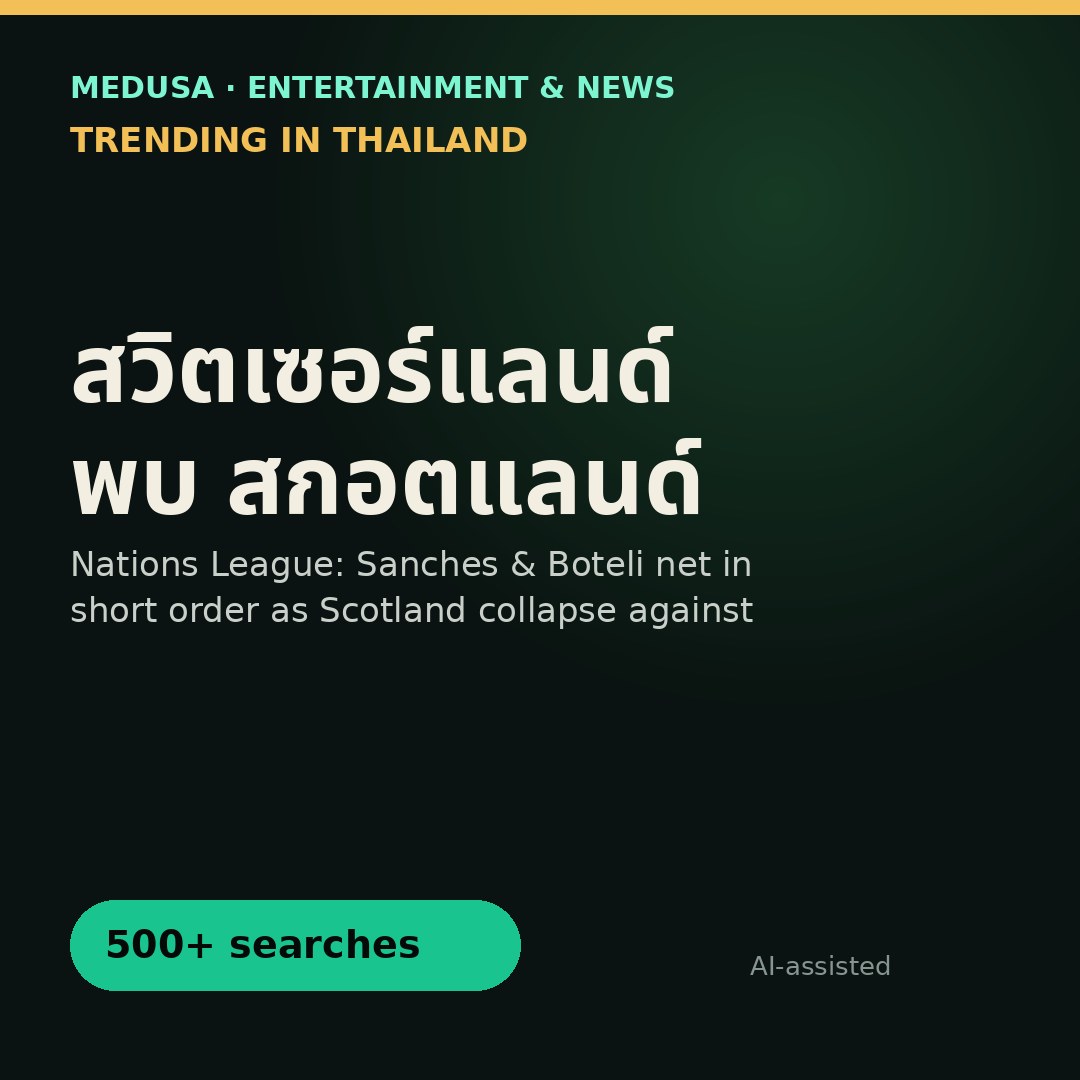 MEDUSA · ENTERTAINMENT & NEWS
TRENDING IN THAILAND
สวิตเซอร์แลนด์
พบ สกอตแลนด์
Nations League: Sanches & Boteli net in
short order as Scotland collapse against
500+ searches
AI-assisted